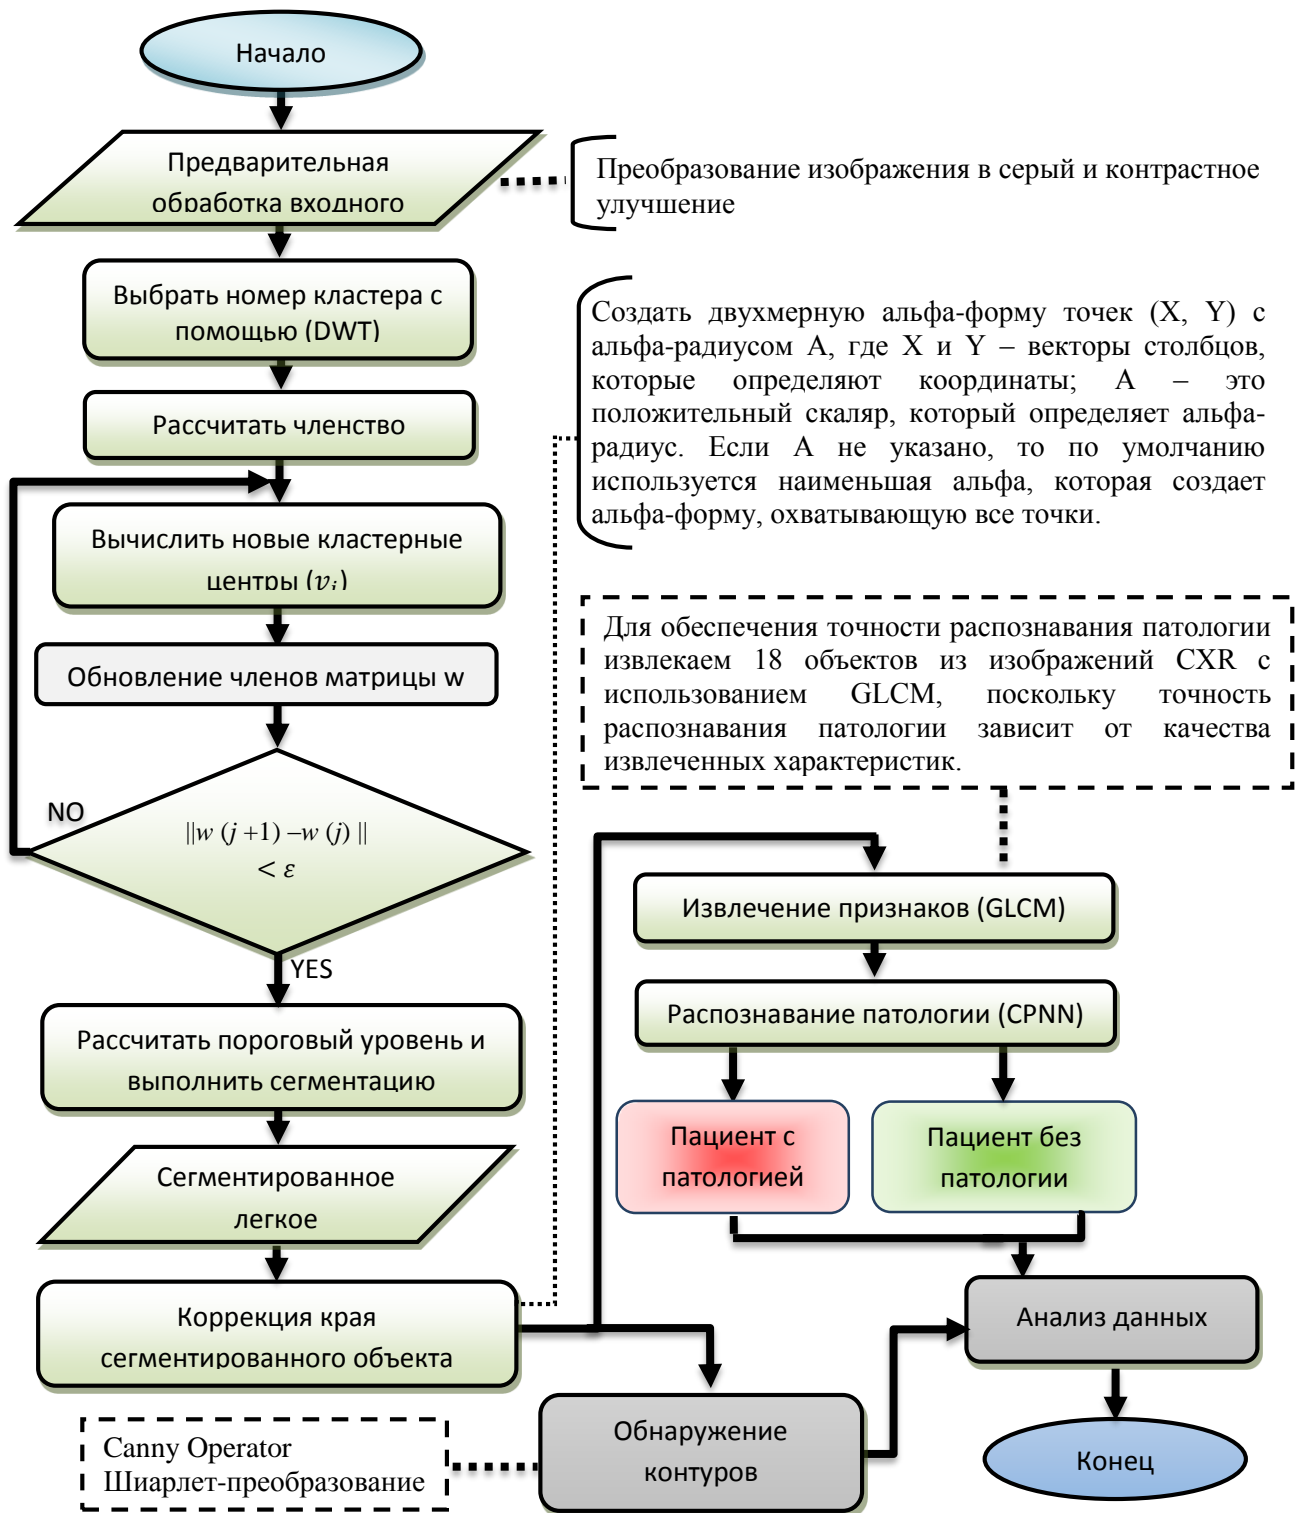 Начало
Предварительная
обработка входного
Преобразование изображения в серый и контрастное
улучшение
Выбрать номер кластера с
помощью (DWT)
Рассчитать членство
Вычислить новые кластерные
центры (𝑣𝑖)
Обновление членов матрицы w
||w (j +1) –w (j) ||
< ε
NO
YES
Рассчитать пороговый уровень и
выполнить сегментацию
Сегментированное
легкое
Коррекция края
сегментированного объекта
Создать двухмерную альфа-форму точек (X, Y) с
альфа-радиусом A, где X и Y – векторы столбцов,
которые определяют координаты; A – это
положительный скаляр, который определяет альфа-
радиус. Если A не указано, то по умолчанию
используется наименьшая альфа, которая создает
альфа-форму, охватывающую все точки.
Для обеспечения точности распознавания патологии
извлекаем 18 объектов из изображений CXR с
использованием GLCM, поскольку точность
распознавания патологии зависит от качества
извлеченных характеристик.
Извлечение признаков (GLCM)
Распознавание патологии (CPNN)
Пациент с
патологией
Пациент без
патологии
Анализ данных
Canny Operator
Шиарлет-преобразование
Обнаружение
контуров
Конец